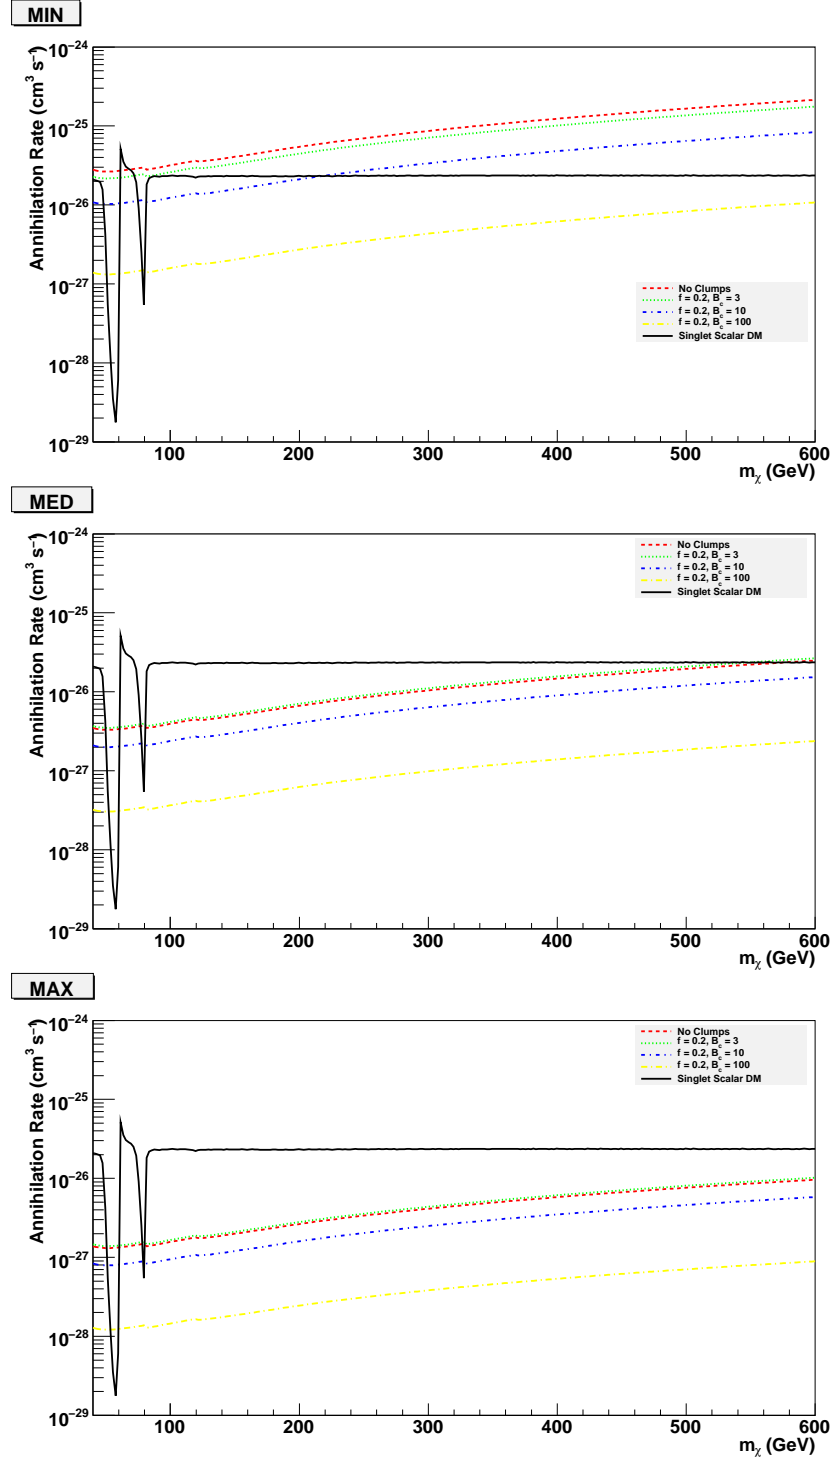 MIN
Annihilation Rate (cm³ s⁻¹)
10⁻²⁴
10⁻²⁵
10⁻²⁶
10⁻²⁷
10⁻²⁸
10⁻²⁹
No Clumps
f = 0.2, B_c = 3
f = 0.2, B_c = 10
f = 0.2, B_c = 100
Singlet Scalar DM
100 200 300 400 500 600
m_χ (GeV)
MED
Annihilation Rate (cm³ s⁻¹)
10⁻²⁴
10⁻²⁵
10⁻²⁶
10⁻²⁷
10⁻²⁸
10⁻²⁹
No Clumps
f = 0.2, B_c = 3
f = 0.2, B_c = 10
f = 0.2, B_c = 100
Singlet Scalar DM
100 200 300 400 500 600
m_χ (GeV)
MAX
Annihilation Rate (cm³ s⁻¹)
10⁻²⁴
10⁻²⁵
10⁻²⁶
10⁻²⁷
10⁻²⁸
10⁻²⁹
No Clumps
f = 0.2, B_c = 3
f = 0.2, B_c = 10
f = 0.2, B_c = 100
Singlet Scalar DM
100 200 300 400 500 600
m_χ (GeV)